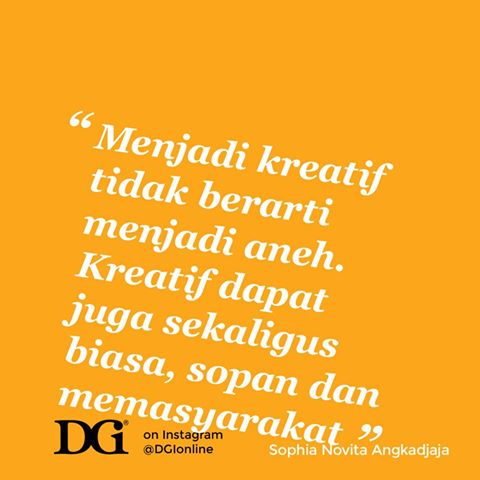 “ Menjadi kreatif
tidak berarti
menjadi aneh.
Kreatif dapat
juga sekaligus
biasa, sopan dan
memasyarakat ”
DGi®
on Instagram
@DGIonline
Sophia Novita Angkadjaja